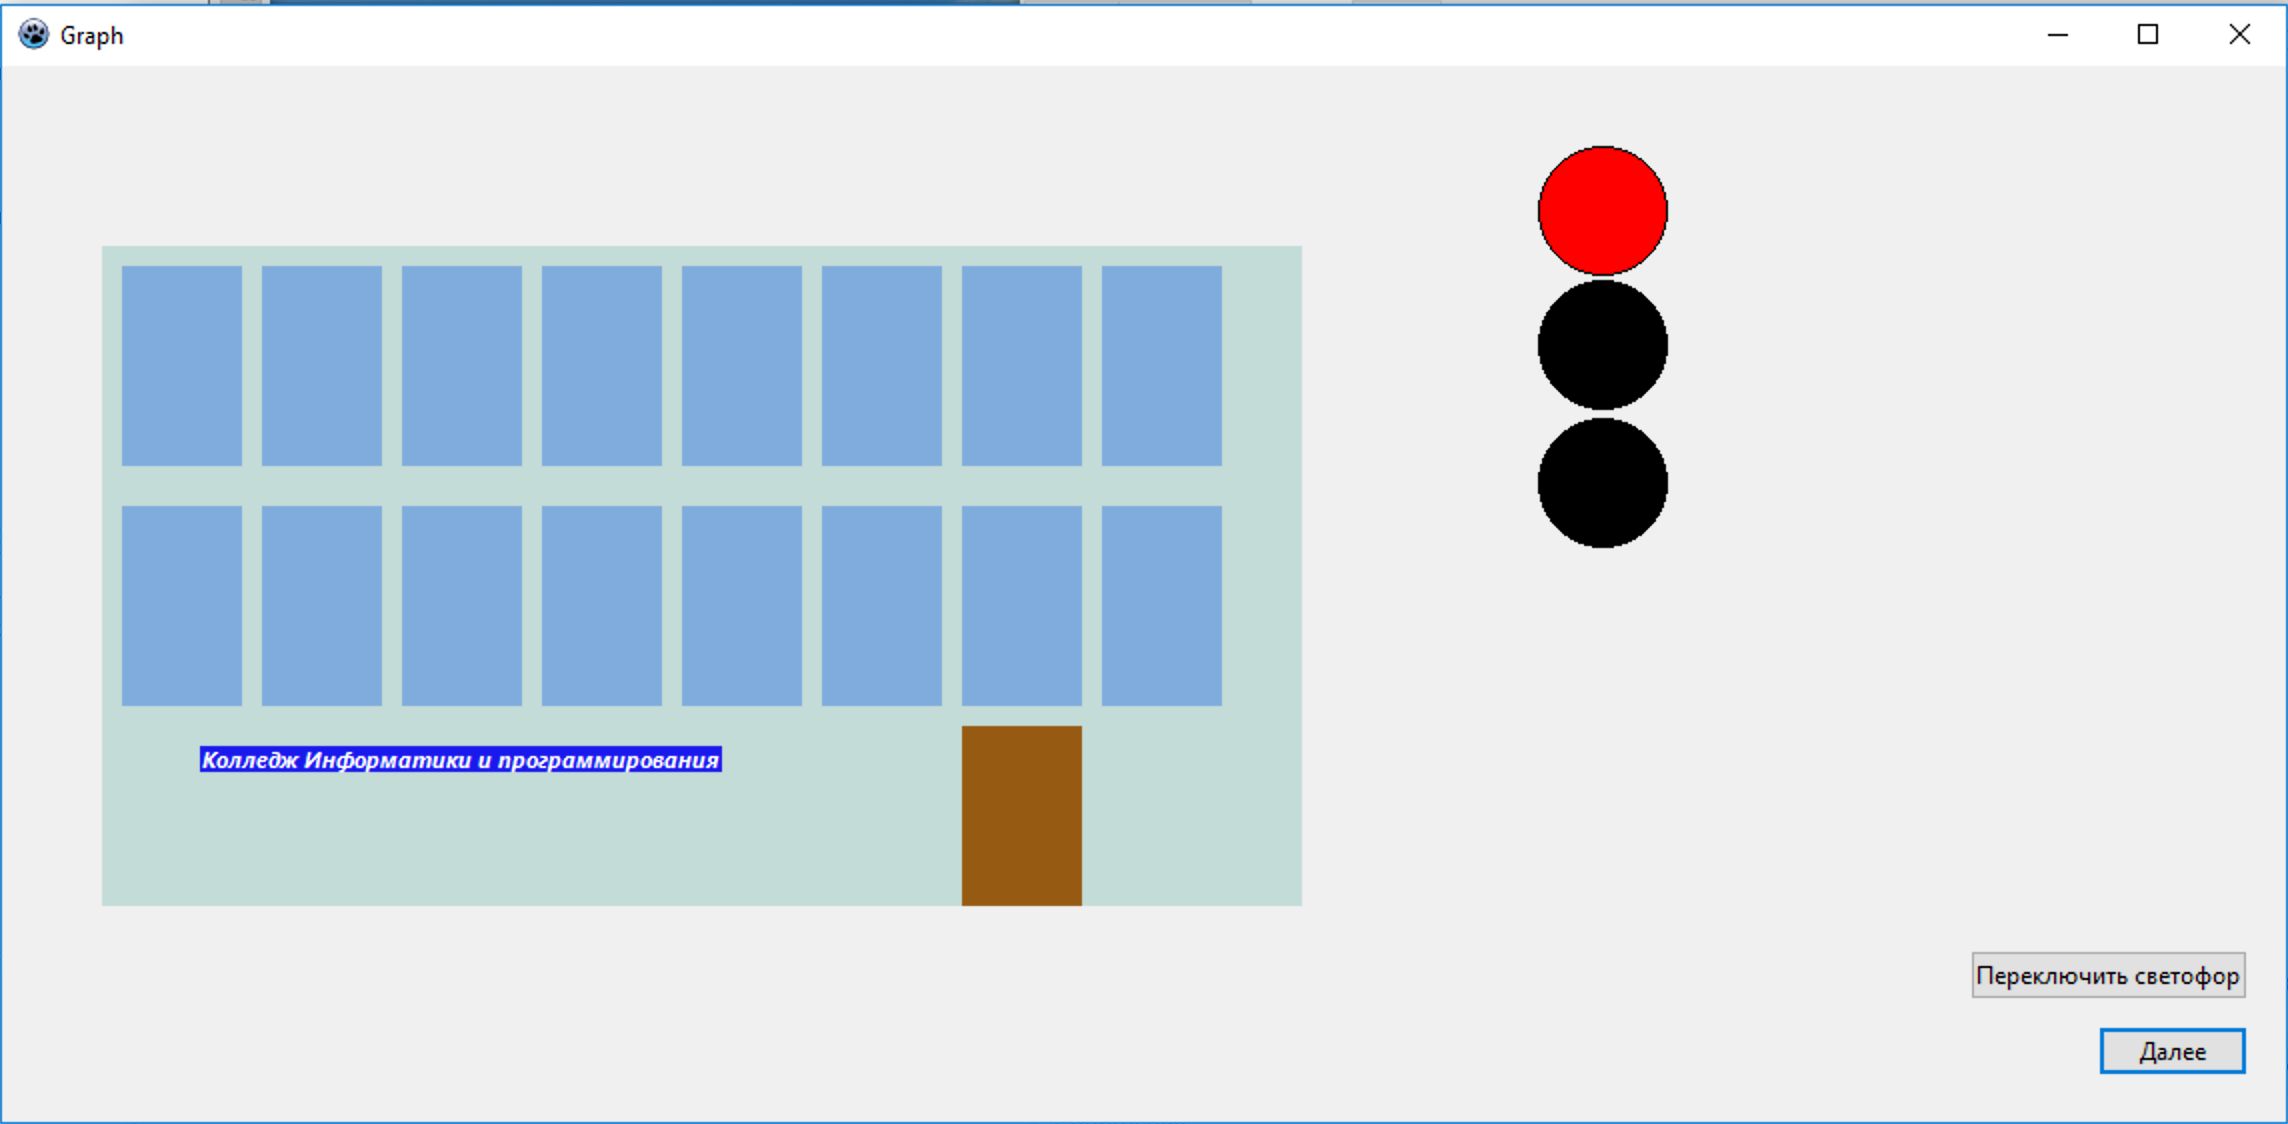 Graph
Колледж Информатики и программирования
Переключить светофор
Далее